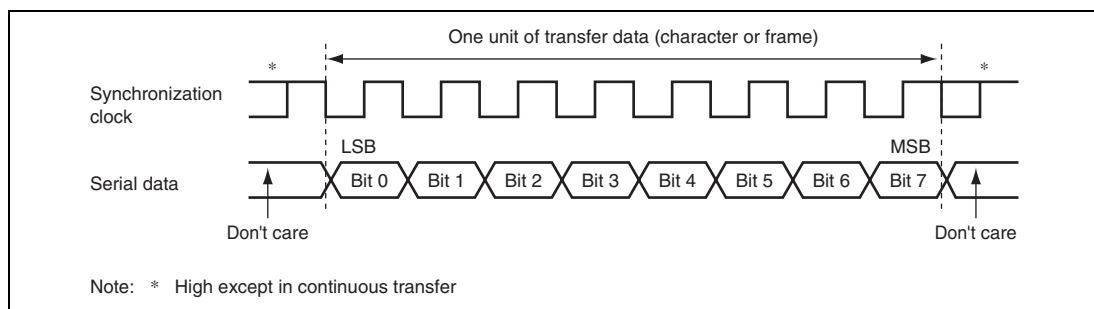 One unit of transfer data (character or frame)
* *
Synchronization
clock
LSB MSB
Serial data Bit 0 Bit 1 Bit 2 Bit 3 Bit 4 Bit 5 Bit 6 Bit 7
Don't care Don't care
Note: * High except in continuous transfer